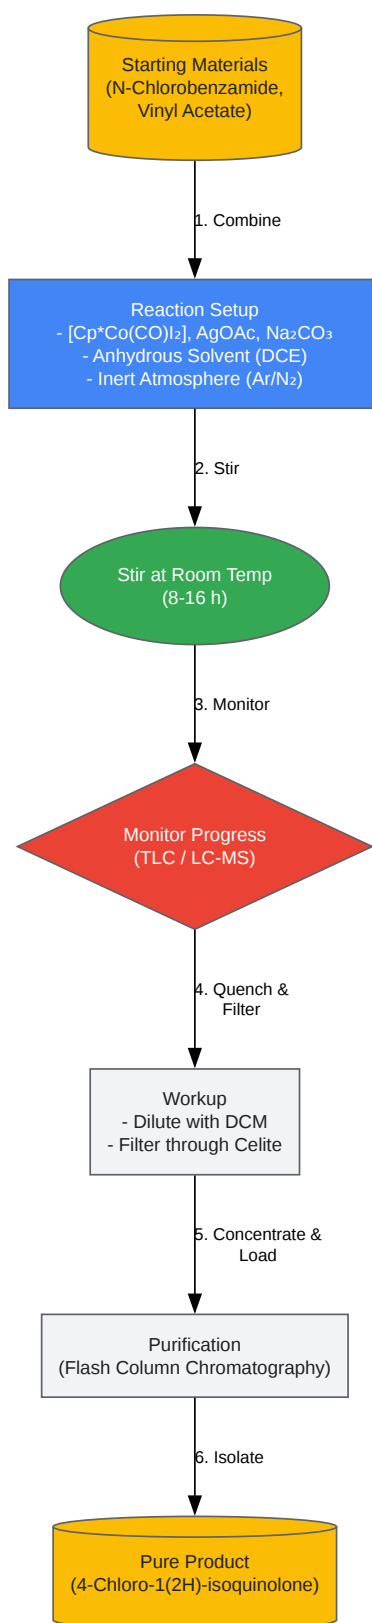 Starting Materials
(N-Chlorobenzamide,
Vinyl Acetate)
1. Combine
Reaction Setup
- [Cp*Co(CO)I₂], AgOAc, Na₂CO₃
- Anhydrous Solvent (DCE)
- Inert Atmosphere (Ar/N₂)
2. Stir
Stir at Room Temp
(8-16 h)
3. Monitor
Monitor Progress
(TLC / LC-MS)
4. Quench &
Filter
Workup
- Dilute with DCM
- Filter through Celite
5. Concentrate &
Load
Purification
(Flash Column Chromatography)
6. Isolate
Pure Product
(4-Chloro-1(2H)-isoquinolone)